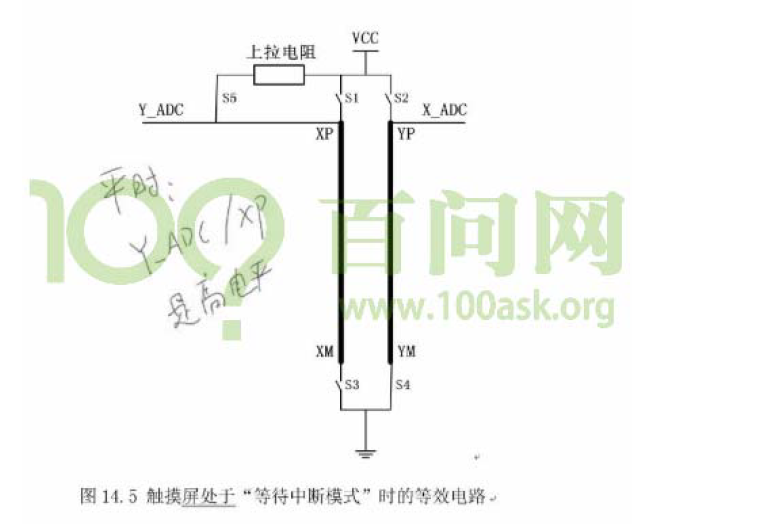 VCC
上拉电阻
S5
S1
S2
Y_ADC
X_ADC
XP
YP
平时:
Y_ADC/XP
是高电平
100?
百问网
www.100ask.org
XM
YM
S3
S4
图 14.5 触摸屏处于“等待中断模式”时的等效电路